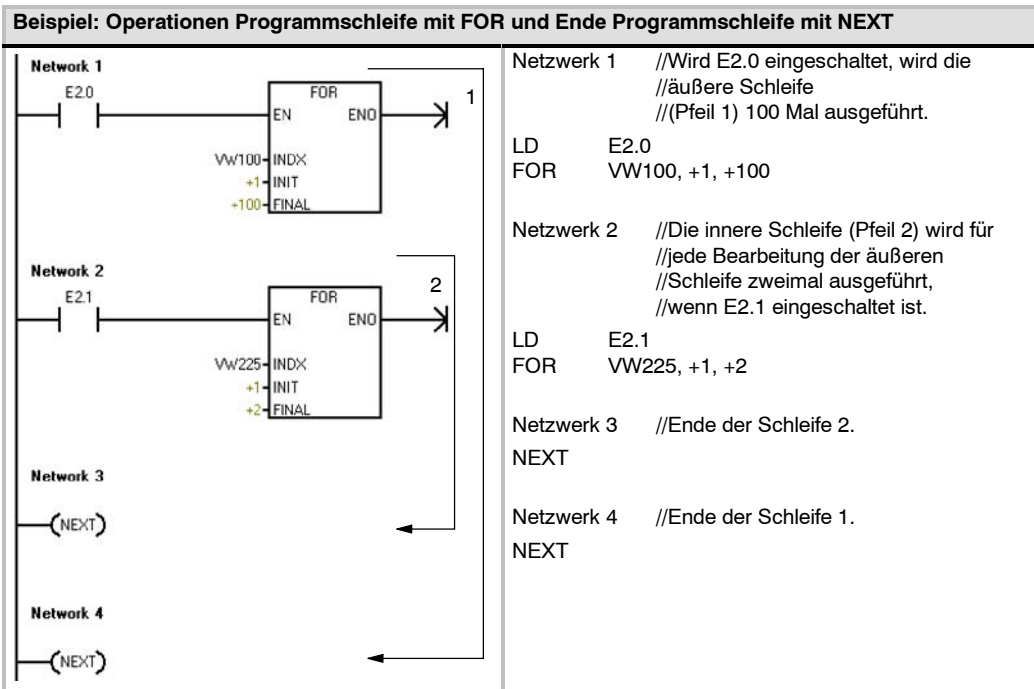 Beispiel: Operationen Programmschleife mit FOR und Ende Programmschleife mit NEXT
Network 1
E2.0
FOR
EN ENO
1
VW100 INDX
+1 INIT
+100 FINAL
Network 2
E2.1
FOR
EN ENO
2
VW225 INDX
+1 INIT
+2 FINAL
Network 3
(NEXT)
Network 4
(NEXT)
Netzwerk 1 //Wird E2.0 eingeschaltet, wird die
//äußere Schleife
//(Pfeil 1) 100 Mal ausgeführt.
LD E2.0
FOR VW100, +1, +100
Netzwerk 2 //Die innere Schleife (Pfeil 2) wird für
//jede Bearbeitung der äußeren
//Schleife zweimal ausgeführt,
//wenn E2.1 eingeschaltet ist.
LD E2.1
FOR VW225, +1, +2
Netzwerk 3 //Ende der Schleife 2.
NEXT
Netzwerk 4 //Ende der Schleife 1.
NEXT